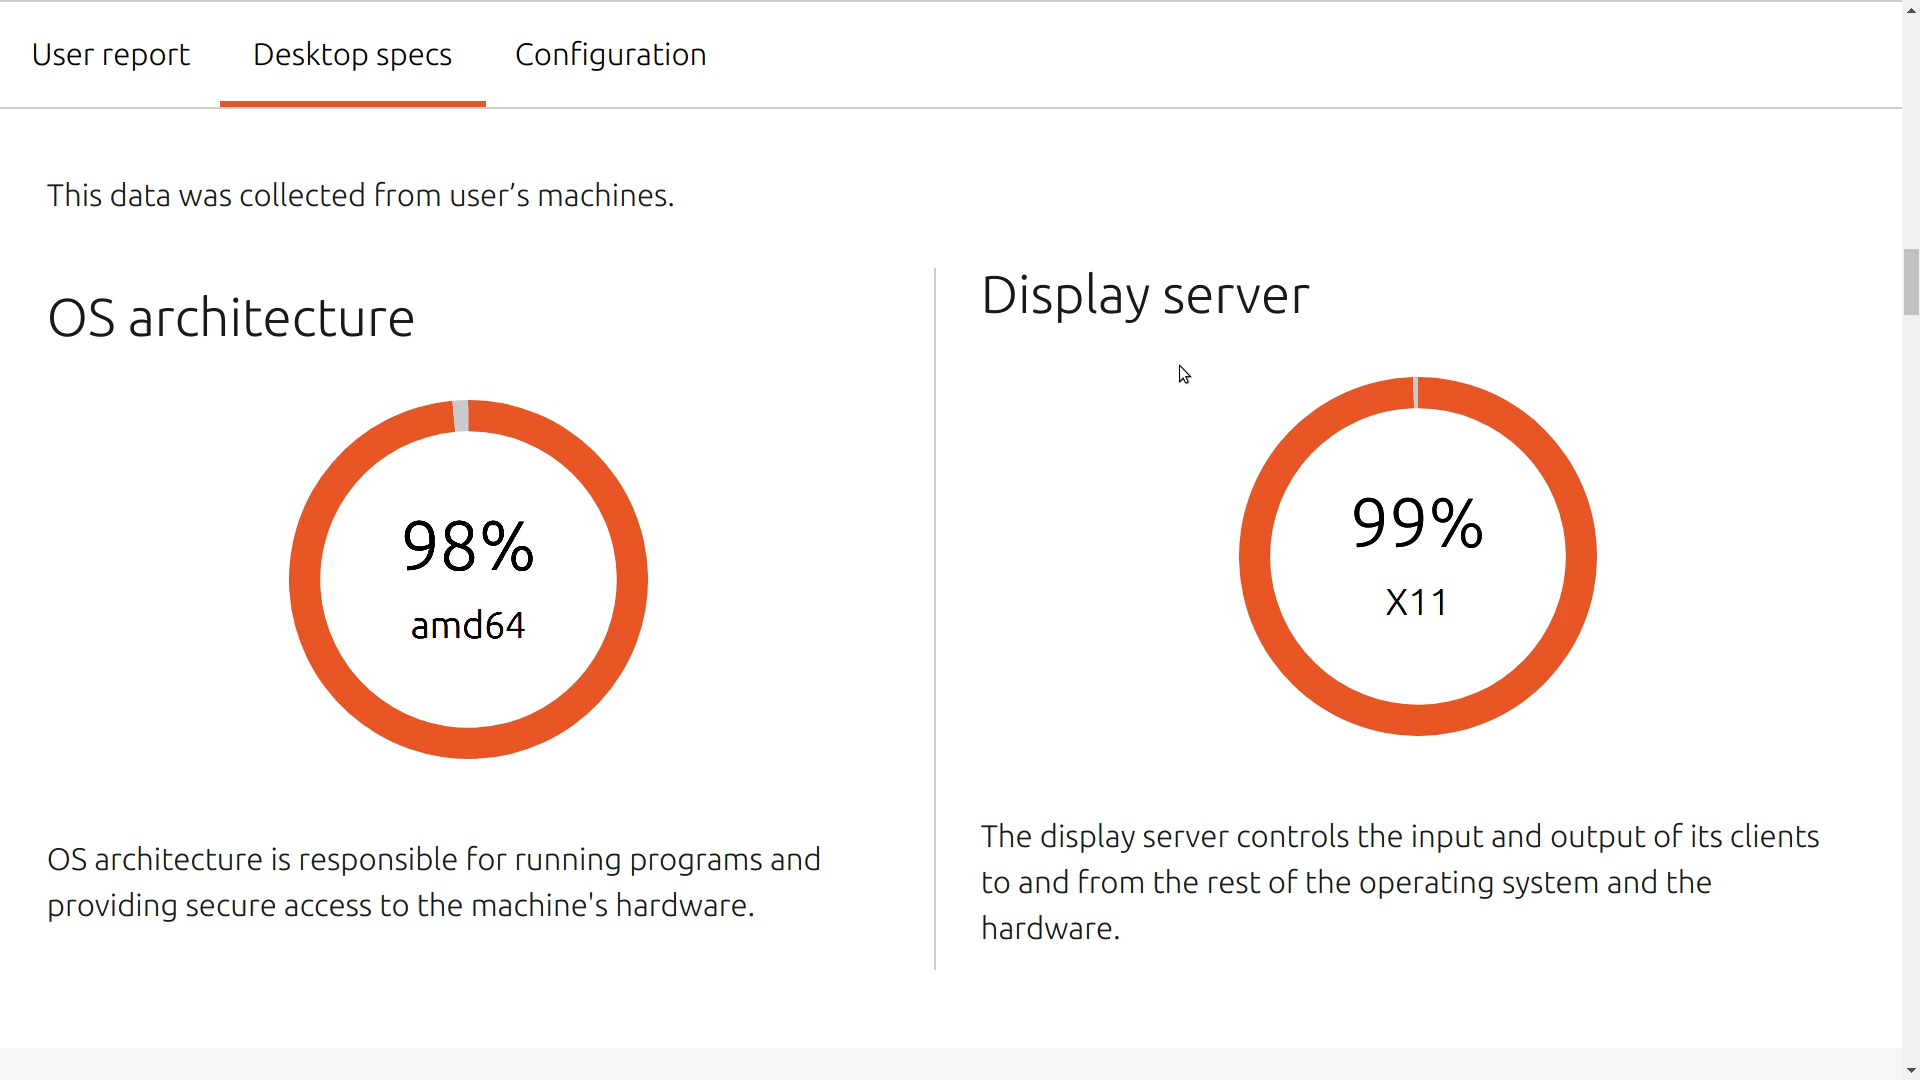 User report
Desktop specs
Configuration
This data was collected from user’s machines.
OS architecture
98%
amd64
OS architecture is responsible for running programs and
providing secure access to the machine's hardware.
Display server
99%
X11
The display server controls the input and output of its clients
to and from the rest of the operating system and the
hardware.